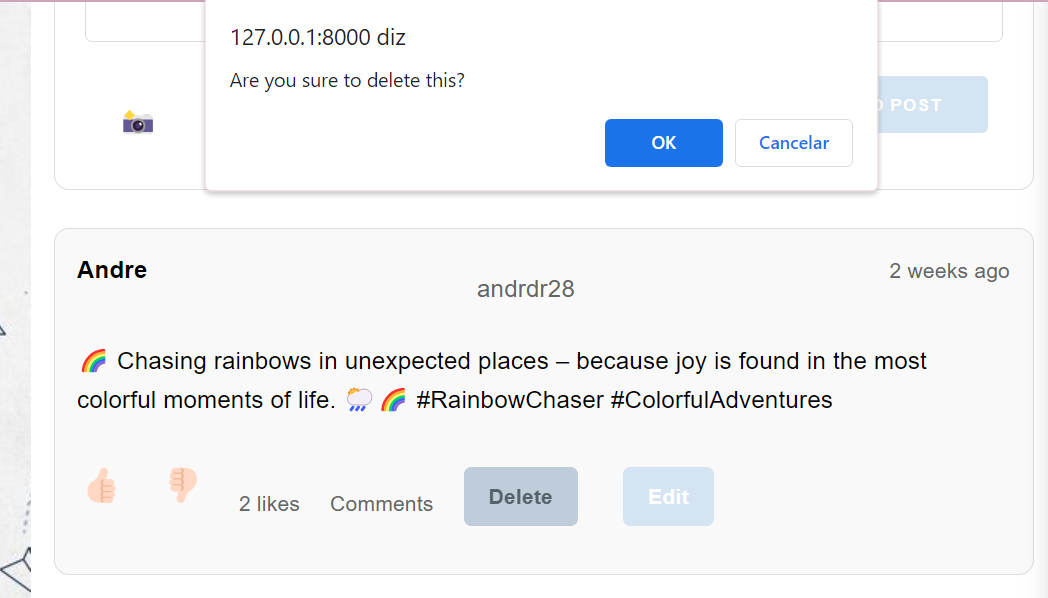 127.0.0.1:8000 diz
Are you sure to delete this?
OK
Cancelar
POST
Andre
andrdr28
2 weeks ago
🌈 Chasing rainbows in unexpected places – because joy is found in the most
colorful moments of life. 🌦️🌈 #RainbowChaser #ColorfulAdventures
2 likes
Comments
Delete
Edit